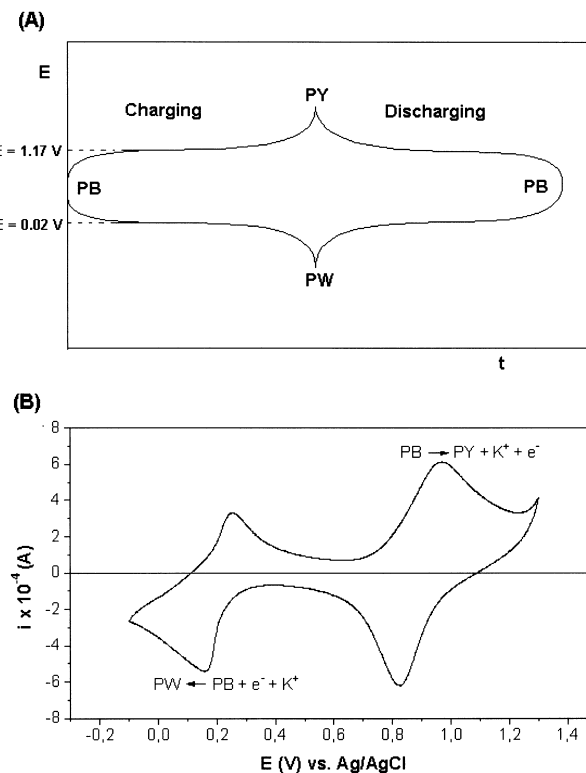 (A)
E
PY
Charging
Discharging
E = 1.17 V
PB
PB
E = 0.02 V
PW
t
(B)
8
PB → PY + K⁺ + e⁻
6
4
2
0
-2
-4
-6
-8
i x 10⁻⁴ (A)
PW ← PB + e⁻ + K⁺
-0,2 0,0 0,2 0,4 0,6 0,8 1,0 1,2 1,4
E (V) vs. Ag/AgCl